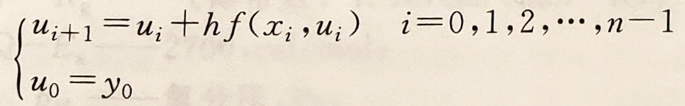 u_{i+1}=u_i+hf(x_i,u_i)  i=0,1,2,⋯,n−1
u_0=y_0